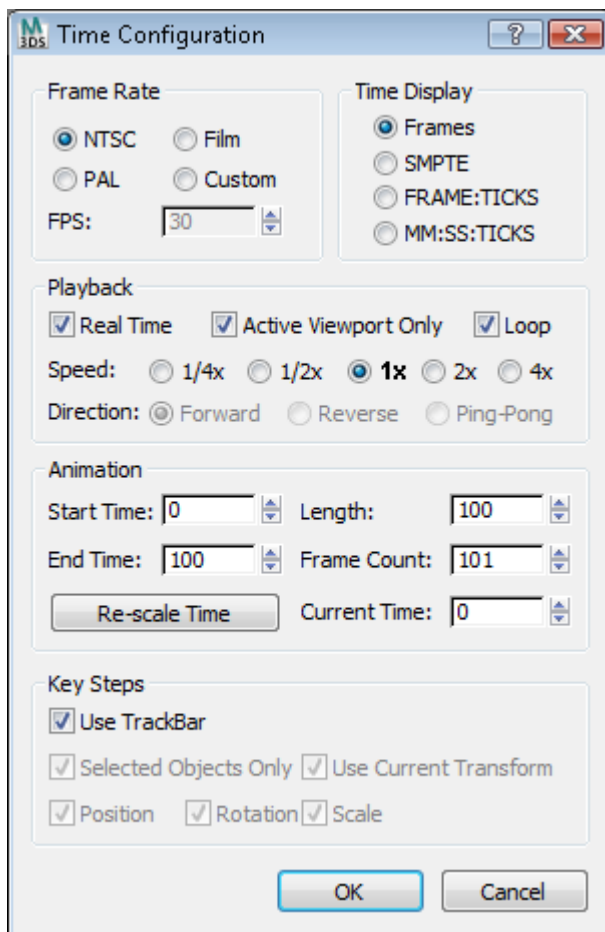 M
3DS Time Configuration ?
Frame Rate
NTSC Film
PAL Custom
FPS: 30
Time Display
Frames
SMPTE
FRAME:TICKS
MM:SS:TICKS
Playback
Real Time Active Viewport Only Loop
Speed: 1/4x 1/2x 1x 2x 4x
Direction: Forward Reverse Ping-Pong
Animation
Start Time: 0 Length: 100
End Time: 100 Frame Count: 101
Re-scale Time Current Time: 0
Key Steps
Use TrackBar
Selected Objects Only Use Current Transform
Position Rotation Scale
OK Cancel